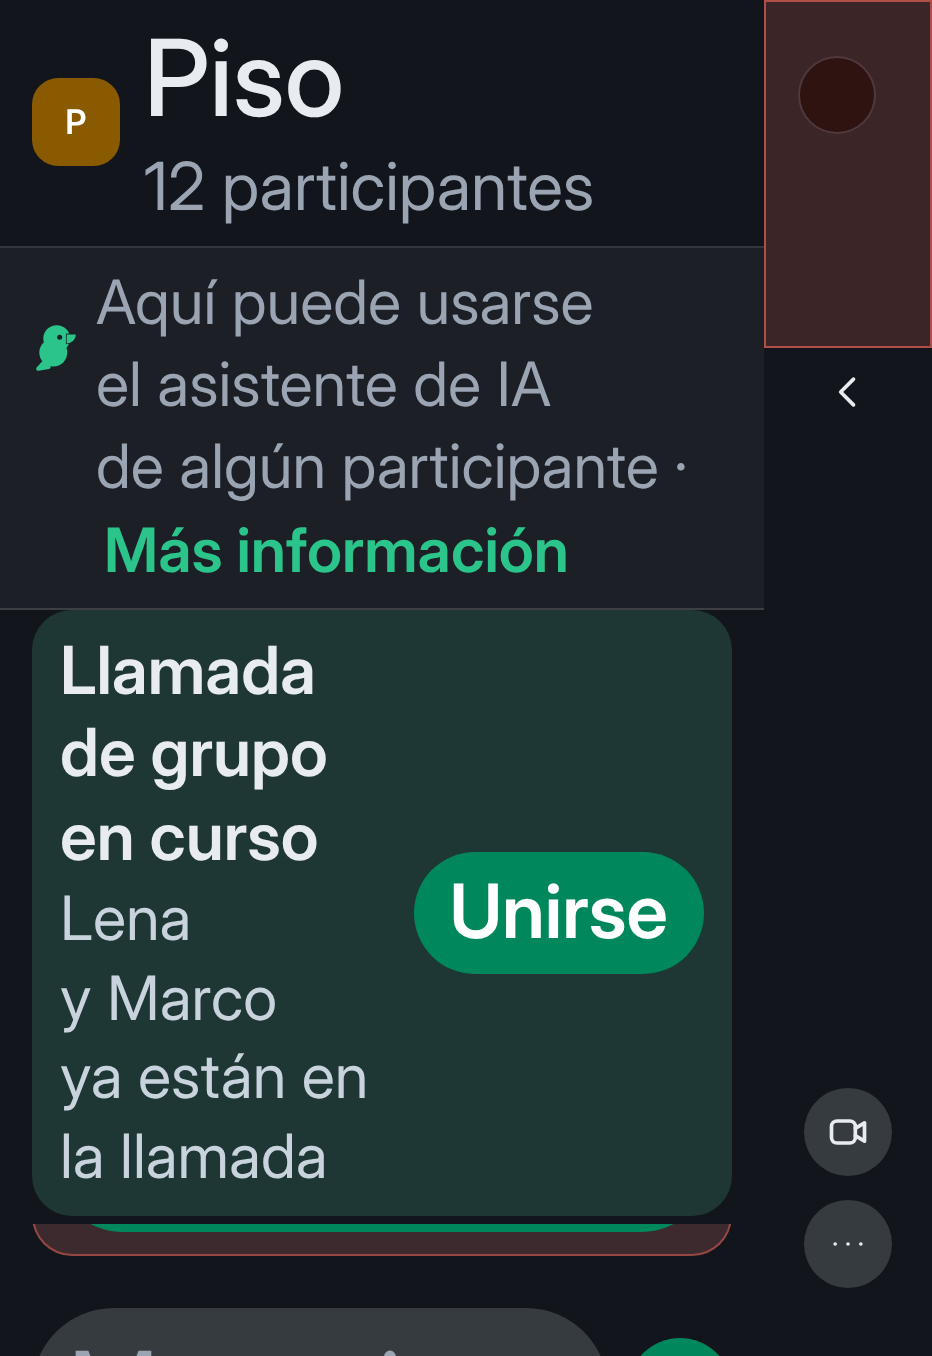 P
Piso
12 participantes
Aquí puede usarse
el asistente de IA
de algún participante ·
Más información
Llamada
de grupo
en curso
Lena
y Marco
ya están en
la llamada
Unirse